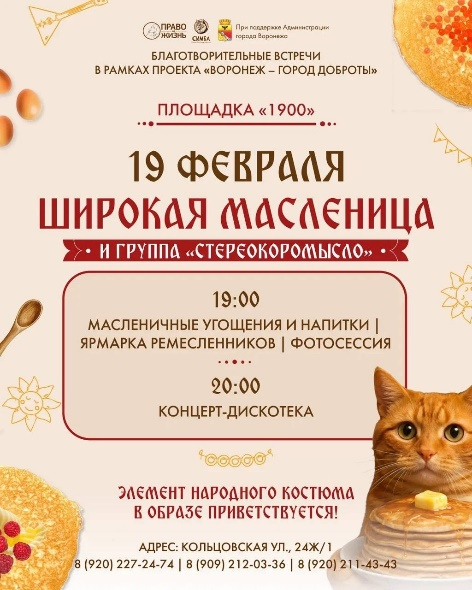 ПРАВО НА ЖИЗНЬ
СИМБА
При поддержке Администрации
города Воронежа
БЛАГОТВОРИТЕЛЬНЫЕ ВСТРЕЧИ
В РАМКАХ ПРОЕКТА «ВОРОНЕЖ – ГОРОД ДОБРОТЫ»
ПЛОЩАДКА «1900»
19 ФЕВРАЛЯ
ШИРОКАЯ МАСЛЕНИЦА
• И ГРУППА «СТЕРЕОКОРОМЫСЛО» •
19:00
МАСЛЕНИЧНЫЕ УГОЩЕНИЯ И НАПИТКИ |
ЯРМАРКА РЕМЕСЛЕННИКОВ | ФОТОСЕССИЯ
20:00
КОНЦЕРТ-ДИСКОТЕКА
ЭЛЕМЕНТ НАРОДНОГО КОСТЮМА
В ОБРАЗЕ ПРИВЕТСТВУЕТСЯ!
АДРЕС: КОЛЬЦОВСКАЯ УЛ., 24Ж/1
8 (920) 227-24-74 | 8 (909) 212-03-36 | 8 (920) 211-43-43